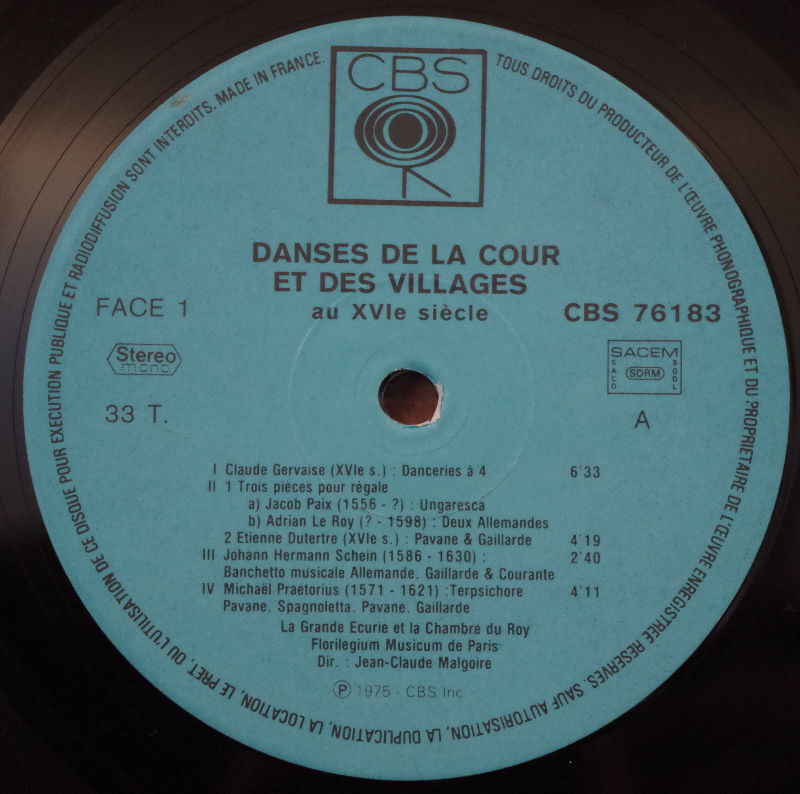 CBS
TOUS DROITS DU PRODUCTEUR DE L'ŒUVRE PHONOGRAPHIQUE ET DU PROPRIETAIRE DE L'ŒUVRE ENREGISTREE RESERVES. SAUF AUTORISATION, LA DUPLICATION, LA LOCATION, LE PRET, OU L'UTILISATION DE CE DISQUE POUR EXECUTION PUBLIQUE ET RADIODIFFUSION SONT INTERDITS. MADE IN FRANCE.
DANSES DE LA COUR
ET DES VILLAGES
au XVIe siècle
FACE 1
CBS 76183
Stereo
mono
SACEM
SACD
SDRM
SGDL
33 T.
A
I Claude Gervaise (XVIe s.) : Danceries à 4 6'33
II 1 Trois pièces pour régale
a) Jacob Paix (1556 - ?) : Ungaresca
b) Adrian Le Roy (? - 1598) : Deux Allemandes
2 Etienne Dutertre (XVIe s.) : Pavane & Gaillarde 4'19
III Johann Hermann Schein (1586 - 1630) : 2'40
Banchetto musicale Allemande, Gaillarde & Courante
IV Michaël Praetorius (1571 - 1621) :Terpsichore 4'11
Pavane, Spagnoletta, Pavane, Gaillarde
La Grande Ecurie et la Chambre du Roy
Florilegium Musicum de Paris
Dir. : Jean-Claude Malgoire
℗ 1975 - CBS Inc.